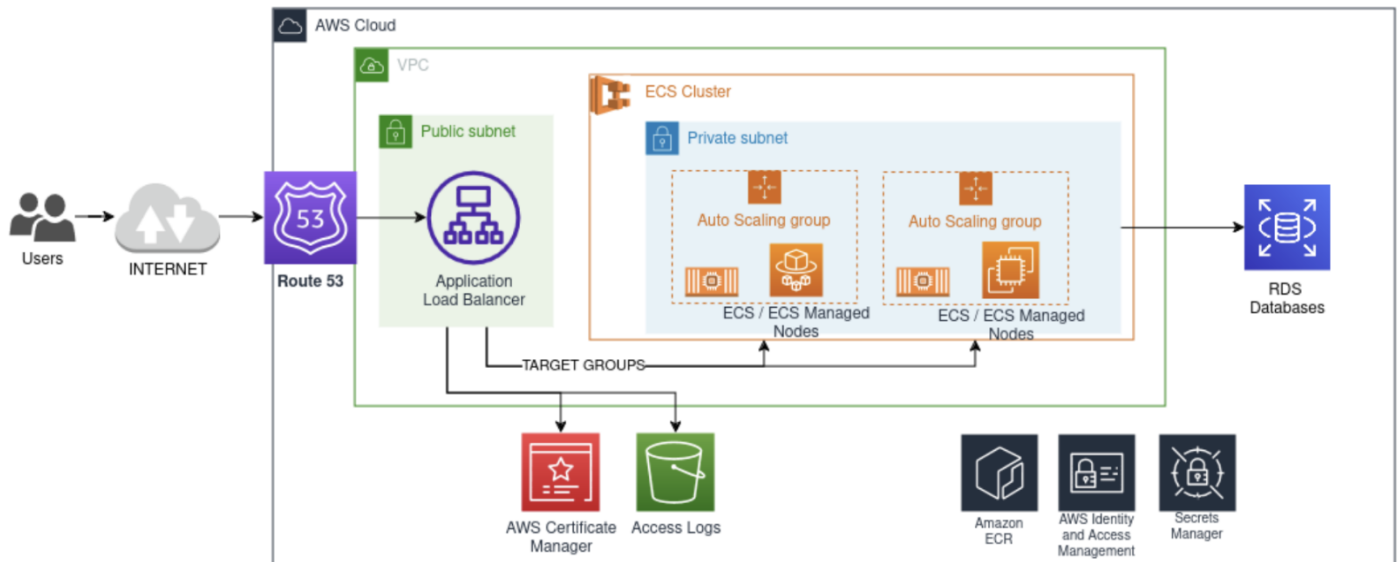 AWS Cloud
VPC
ECS Cluster
Public subnet
Private subnet
53
Auto Scaling group
Auto Scaling group
Users
INTERNET
Route 53
Application
Load Balancer
ECS / ECS Managed
Nodes
ECS / ECS Managed
Nodes
RDS
Databases
TARGET GROUPS
AWS Certificate
Manager
Access Logs
Amazon
ECR
AWS Identity
and Access
Management
Secrets
Manager